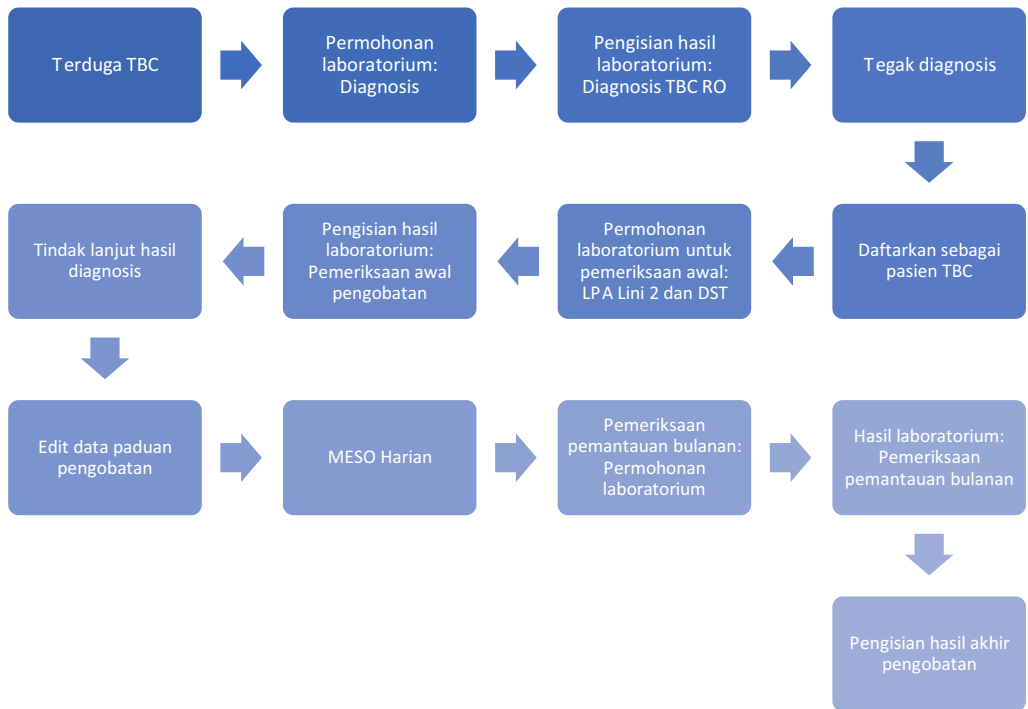 Terduga TBC
Permohonan
laboratorium:
Diagnosis
Pengisian hasil
laboratorium:
Diagnosis TBC RO
Tegak diagnosis
Daftarkan sebagai
pasien TBC
Permohonan
laboratorium untuk
pemeriksaan awal:
LPA Lini 2 dan DST
Pengisian hasil
laboratorium:
Pemeriksaan awal
pengobatan
Tindak lanjut hasil
diagnosis
Edit data paduan
pengobatan
MESO Harian
Pemeriksaan
pemantauan bulanan:
Permohonan
laboratorium
Hasil laboratorium:
Pemeriksaan
pemantauan bulanan
Pengisian hasil akhir
pengobatan